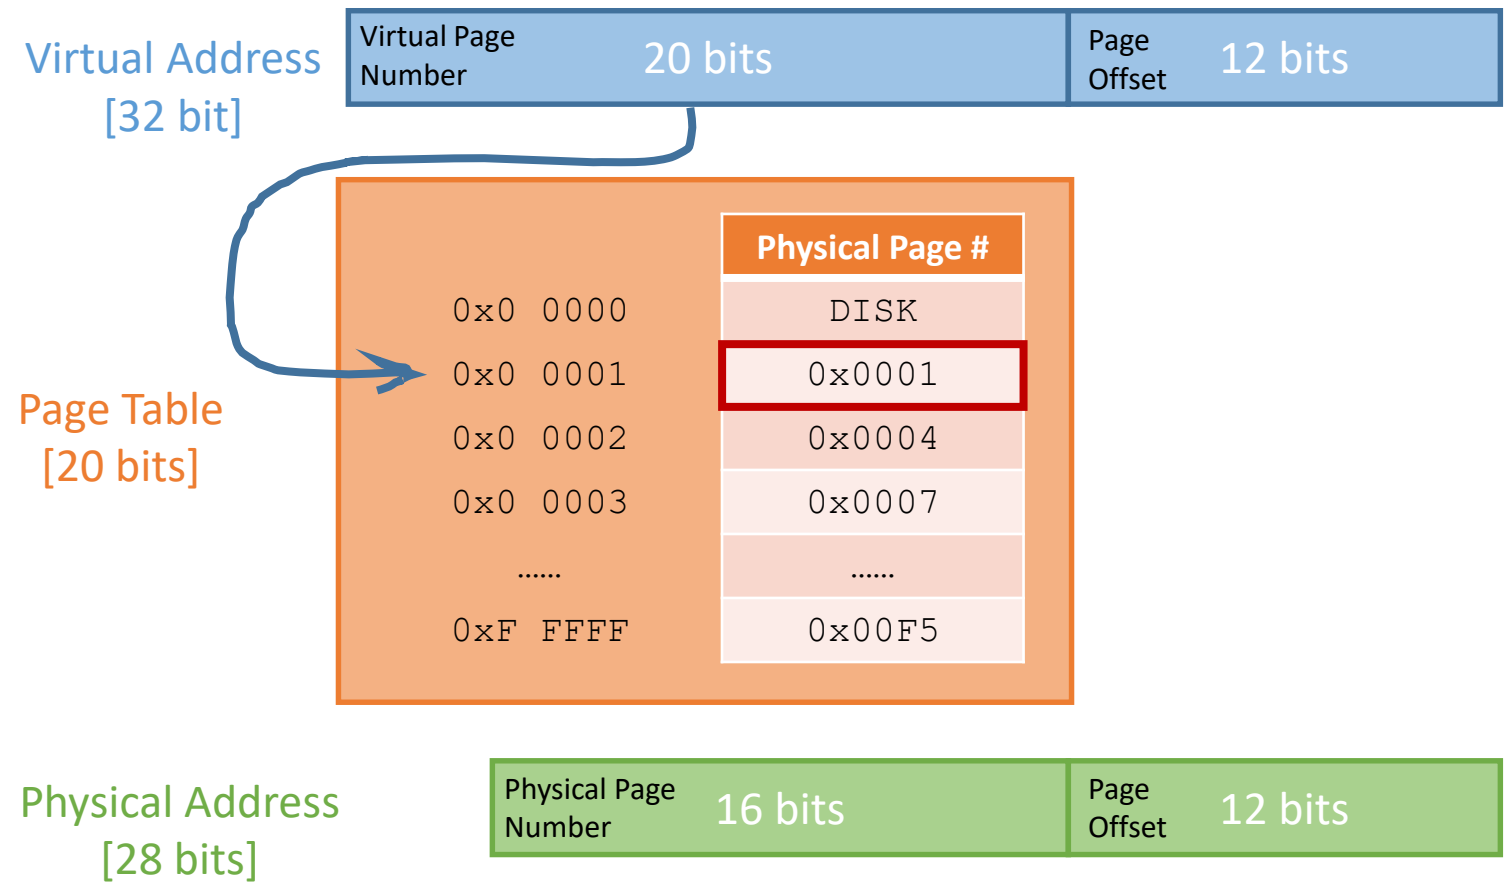 Virtual Address
[32 bit]
Virtual Page
Number
20 bits
Page
Offset
12 bits
Physical Page #
0x0 0000 DISK
0x0 0001 0x0001
0x0 0002 0x0004
0x0 0003 0x0007
...... ......
0xF FFFF 0x00F5
Page Table
[20 bits]
Physical Address
[28 bits]
Physical Page
Number
16 bits
Page
Offset
12 bits